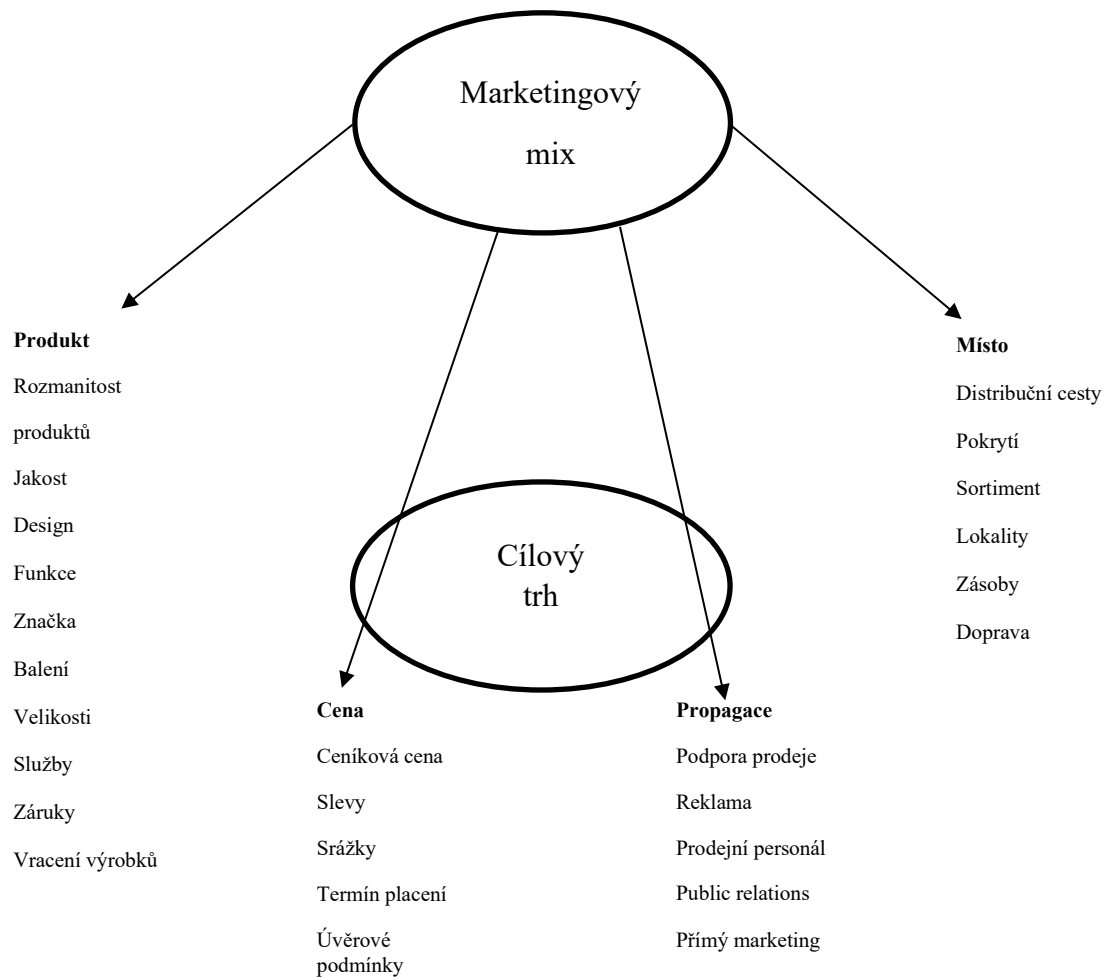 Marketingový
mix
Produkt
Rozmanitost
produktů
Jakost
Design
Funkce
Značka
Balení
Velikosti
Služby
Záruky
Vracení výrobků
Cílový
trh
Cena
Ceníková cena
Slevy
Srážky
Termín placení
Úvěrové
podmínky
Propagace
Podpora prodeje
Reklama
Prodejní personál
Public relations
Přímý marketing
Místo
Distribuční cesty
Pokrytí
Sortiment
Lokality
Zásoby
Doprava